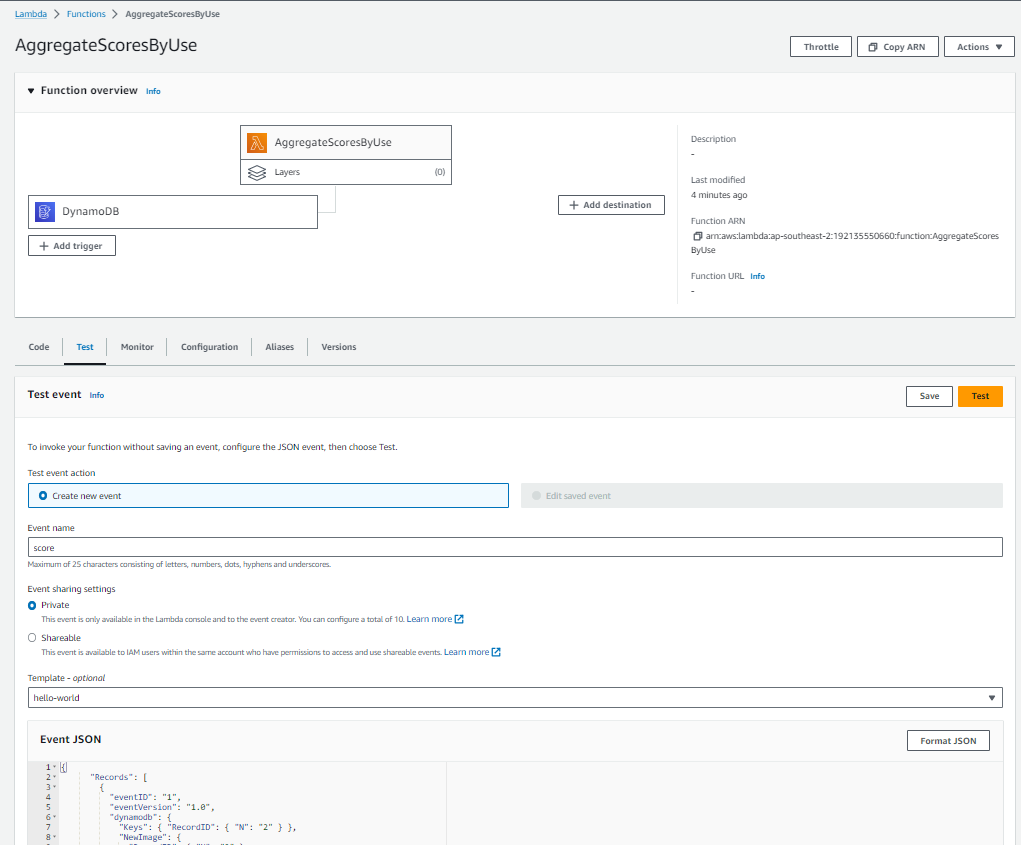 Lambda > Functions > AggregateScoresByUse
AggregateScoresByUse
Throttle
Copy ARN
Actions
Function overview Info
AggregateScoresByUse
Layers (0)
DynamoDB
+ Add trigger
+ Add destination
Description
-
Last modified
4 minutes ago
Function ARN
arn:aws:lambda:ap-southeast-2:192135550660:function:AggregateScores
ByUse
Function URL Info
-
Code
Test
Monitor
Configuration
Aliases
Versions
Test event Info
Save
Test
To invoke your function without saving an event, configure the JSON event, then choose Test.
Test event action
Create new event
Edit saved event
Event name
score
Maximum of 25 characters consisting of letters, numbers, dots, hyphens and underscores.
Event sharing settings
Private
This event is only available in the Lambda console and to the event creator. You can configure a total of 10. Learn more
Shareable
This event is available to IAM users within the same account who have permissions to access and use shareable events. Learn more
Template - optional
hello-world
Event JSON
Format JSON
1 {
2 "Records": [
3 {
4 "eventID": "1",
5 "eventVersion": "1.0",
6 "dynamodb": {
7 "Keys": { "RecordID": { "N": "2" } },
8 "NewImage": {